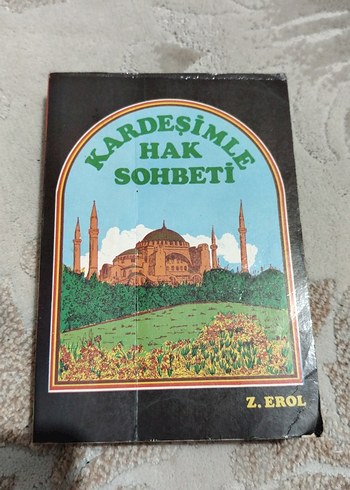 KARDEŞİMLE
HAK
SOHBETİ
Z. EROL